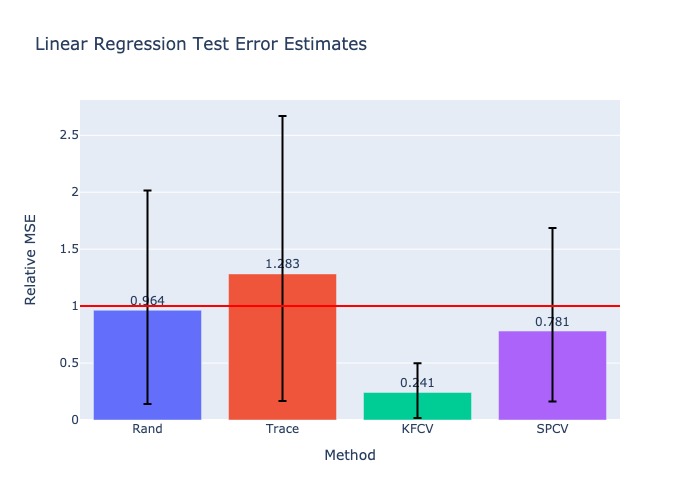 Linear Regression Test Error Estimates
2.5
2
1.5
1
0.5
0
Relative MSE
0.964
1.283
0.241
0.781
Rand
Trace
KFCV
SPCV
Method